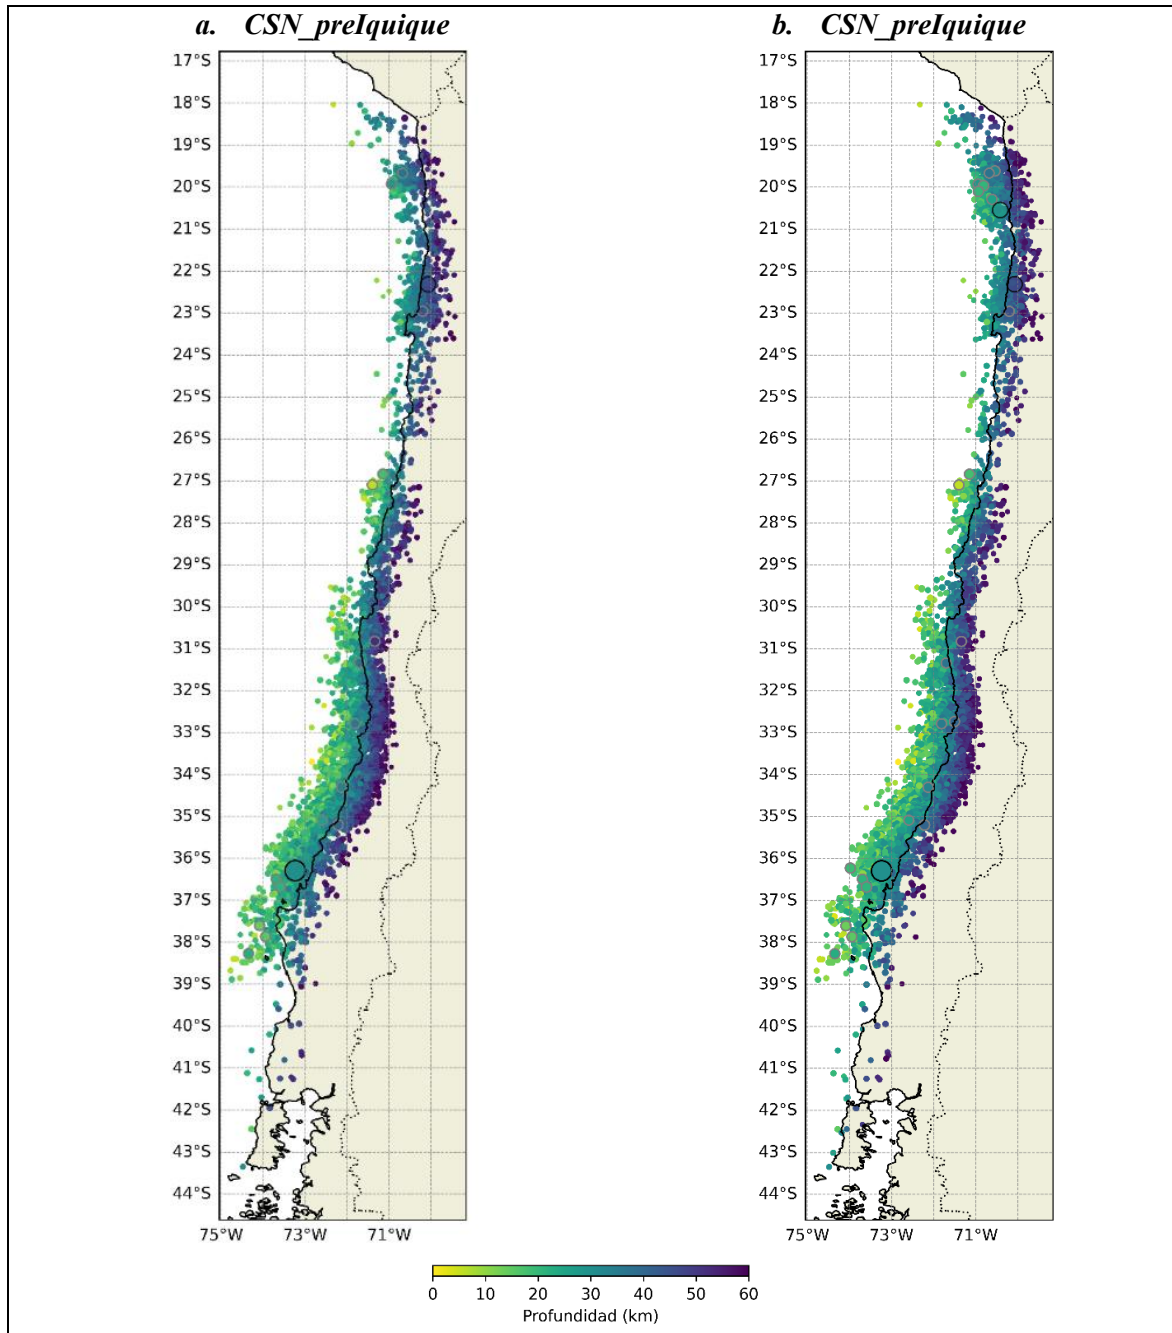 a. CSN_preIquique
b. CSN_preIquique
17°S
18°S
19°S
20°S
21°S
22°S
23°S
24°S
25°S
26°S
27°S
28°S
29°S
30°S
31°S
32°S
33°S
34°S
35°S
36°S
37°S
38°S
39°S
40°S
41°S
42°S
43°S
44°S
75°W 73°W 71°W
17°S
18°S
19°S
20°S
21°S
22°S
23°S
24°S
25°S
26°S
27°S
28°S
29°S
30°S
31°S
32°S
33°S
34°S
35°S
36°S
37°S
38°S
39°S
40°S
41°S
42°S
43°S
44°S
75°W 73°W 71°W
0 10 20 30 40 50 60
Profundidad (km)